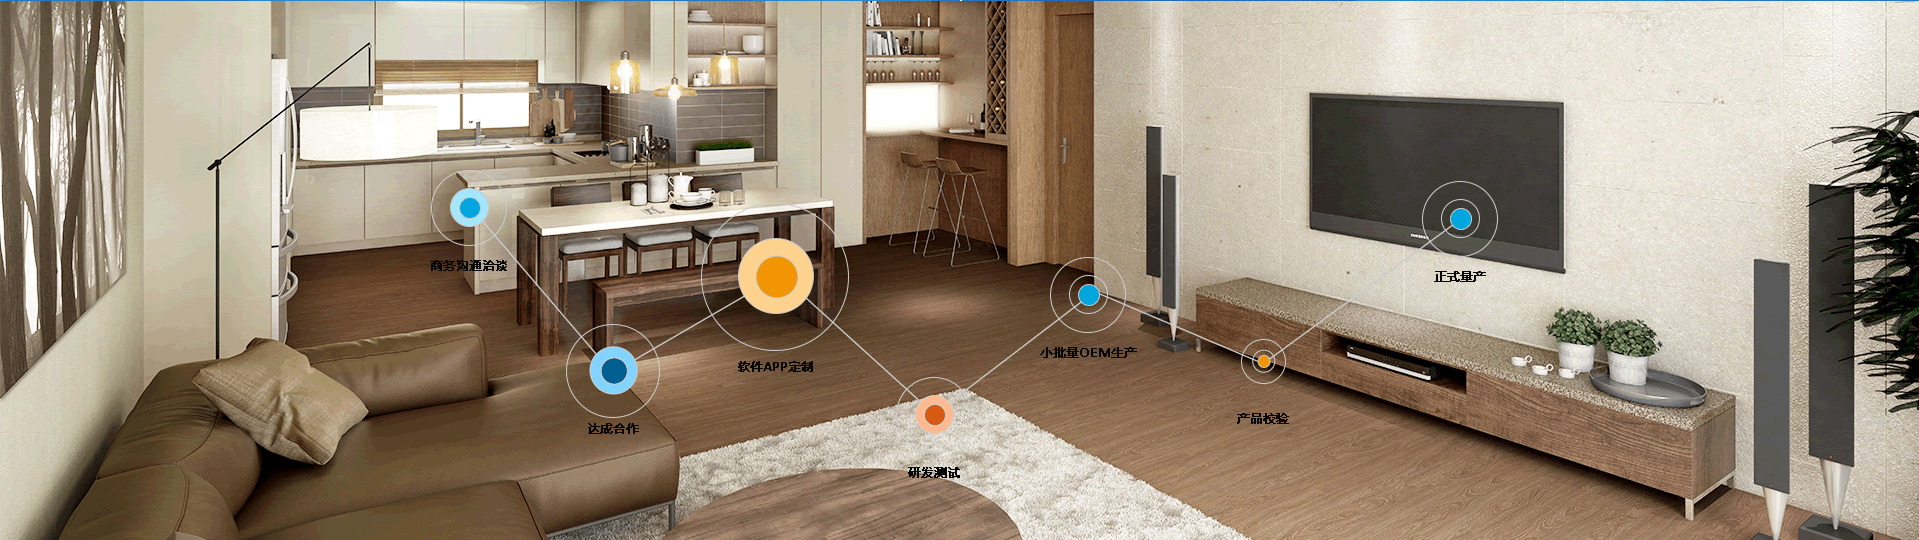 商务沟通洽谈
达成合作
软件APP定制
研发测试
小批量OEM生产
产品校验
正式量产
SAMSUNG